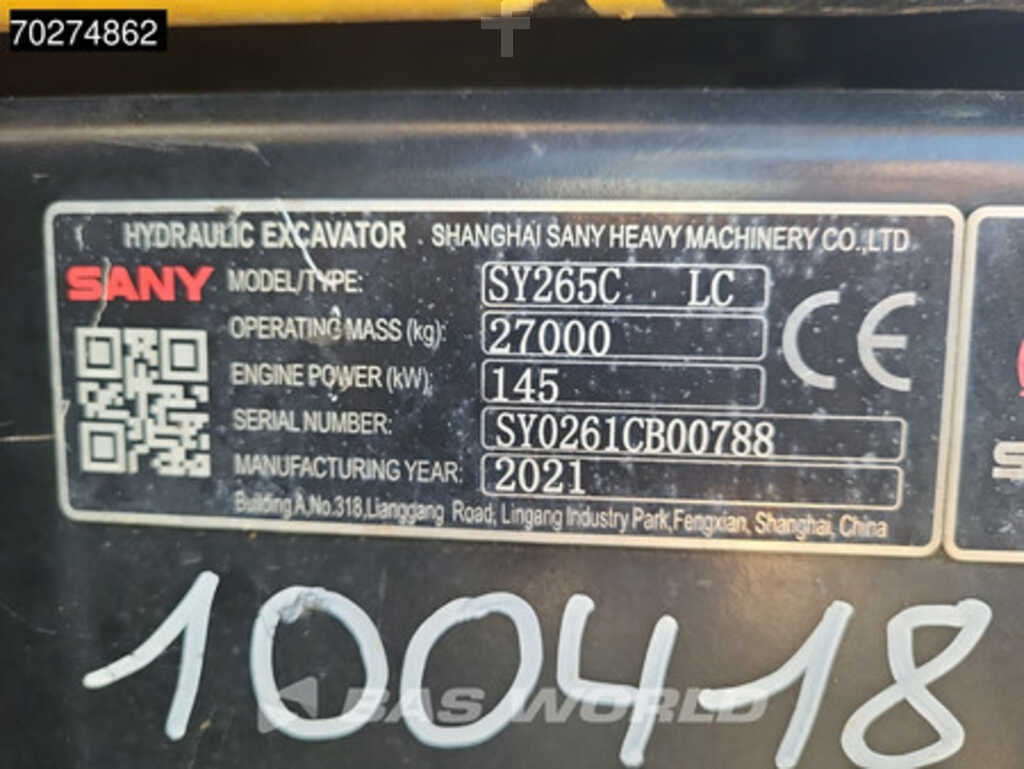 70274862
HYDRAULIC EXCAVATOR SHANGHAI SANY HEAVY MACHINERY CO.,LTD
SANY MODEL/TYPE: SY265C LC
OPERATING MASS (kg): 27000
CE
ENGINE POWER (kW): 145
SERIAL NUMBER: SY0261CB00788
MANUFACTURING YEAR: 2021
Building A,No.318,Lianggang Road, Lingang Industry Park,Fengxian, Shanghai, China
100418
BAS WORLD